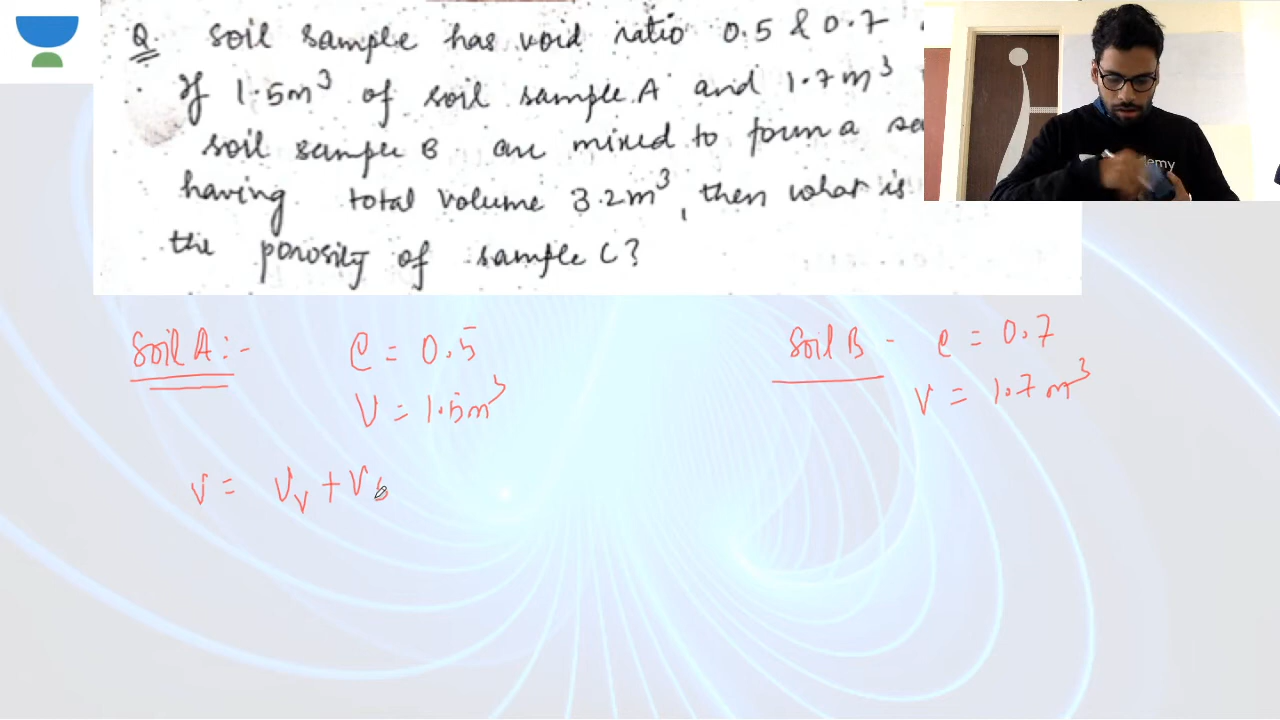 Q. Soil sample has void ratio 0.5 & 0.7
If 1.5m³ of soil sample A and 1.7m³
soil sample B are mixed to form a sa
having total volume 3.2m³, then what is
the porosity of sample C?
Soil A :- e = 0.5
V = 1.5m³
Soil B - e = 0.7
V = 1.7m³
V = Vᵥ + Vₛ
emy